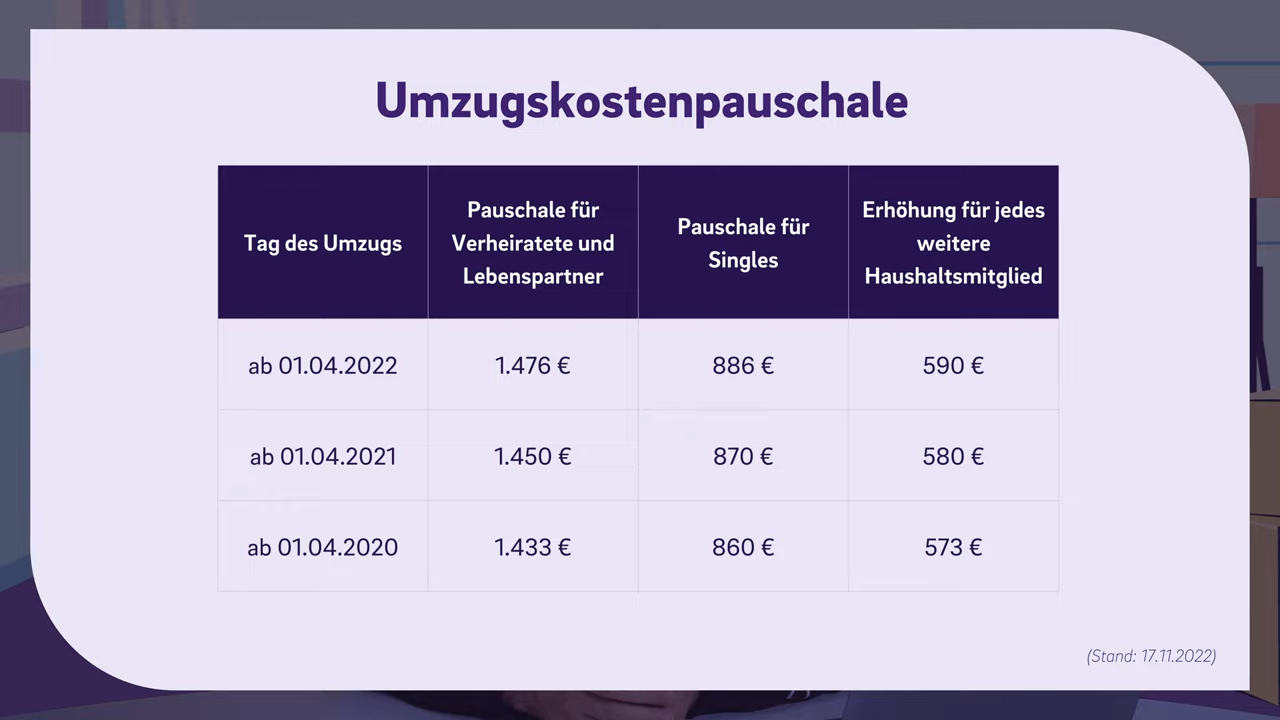 Umzugskostenpauschale
Tag des Umzugs
Pauschale für
Verheiratete und
Lebenspartner
Pauschale für
Singles
Erhöhung für jedes
weitere
Haushaltsmitglied
ab 01.04.2022
1.476 €
886 €
590 €
ab 01.04.2021
1.450 €
870 €
580 €
ab 01.04.2020
1.433 €
860 €
573 €
(Stand: 17.11.2022)